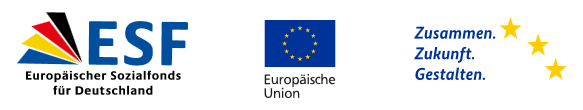 ESF
Europäischer Sozialfonds
für Deutschland
Europäische
Union
Zusammen.
Zukunft.
Gestalten.